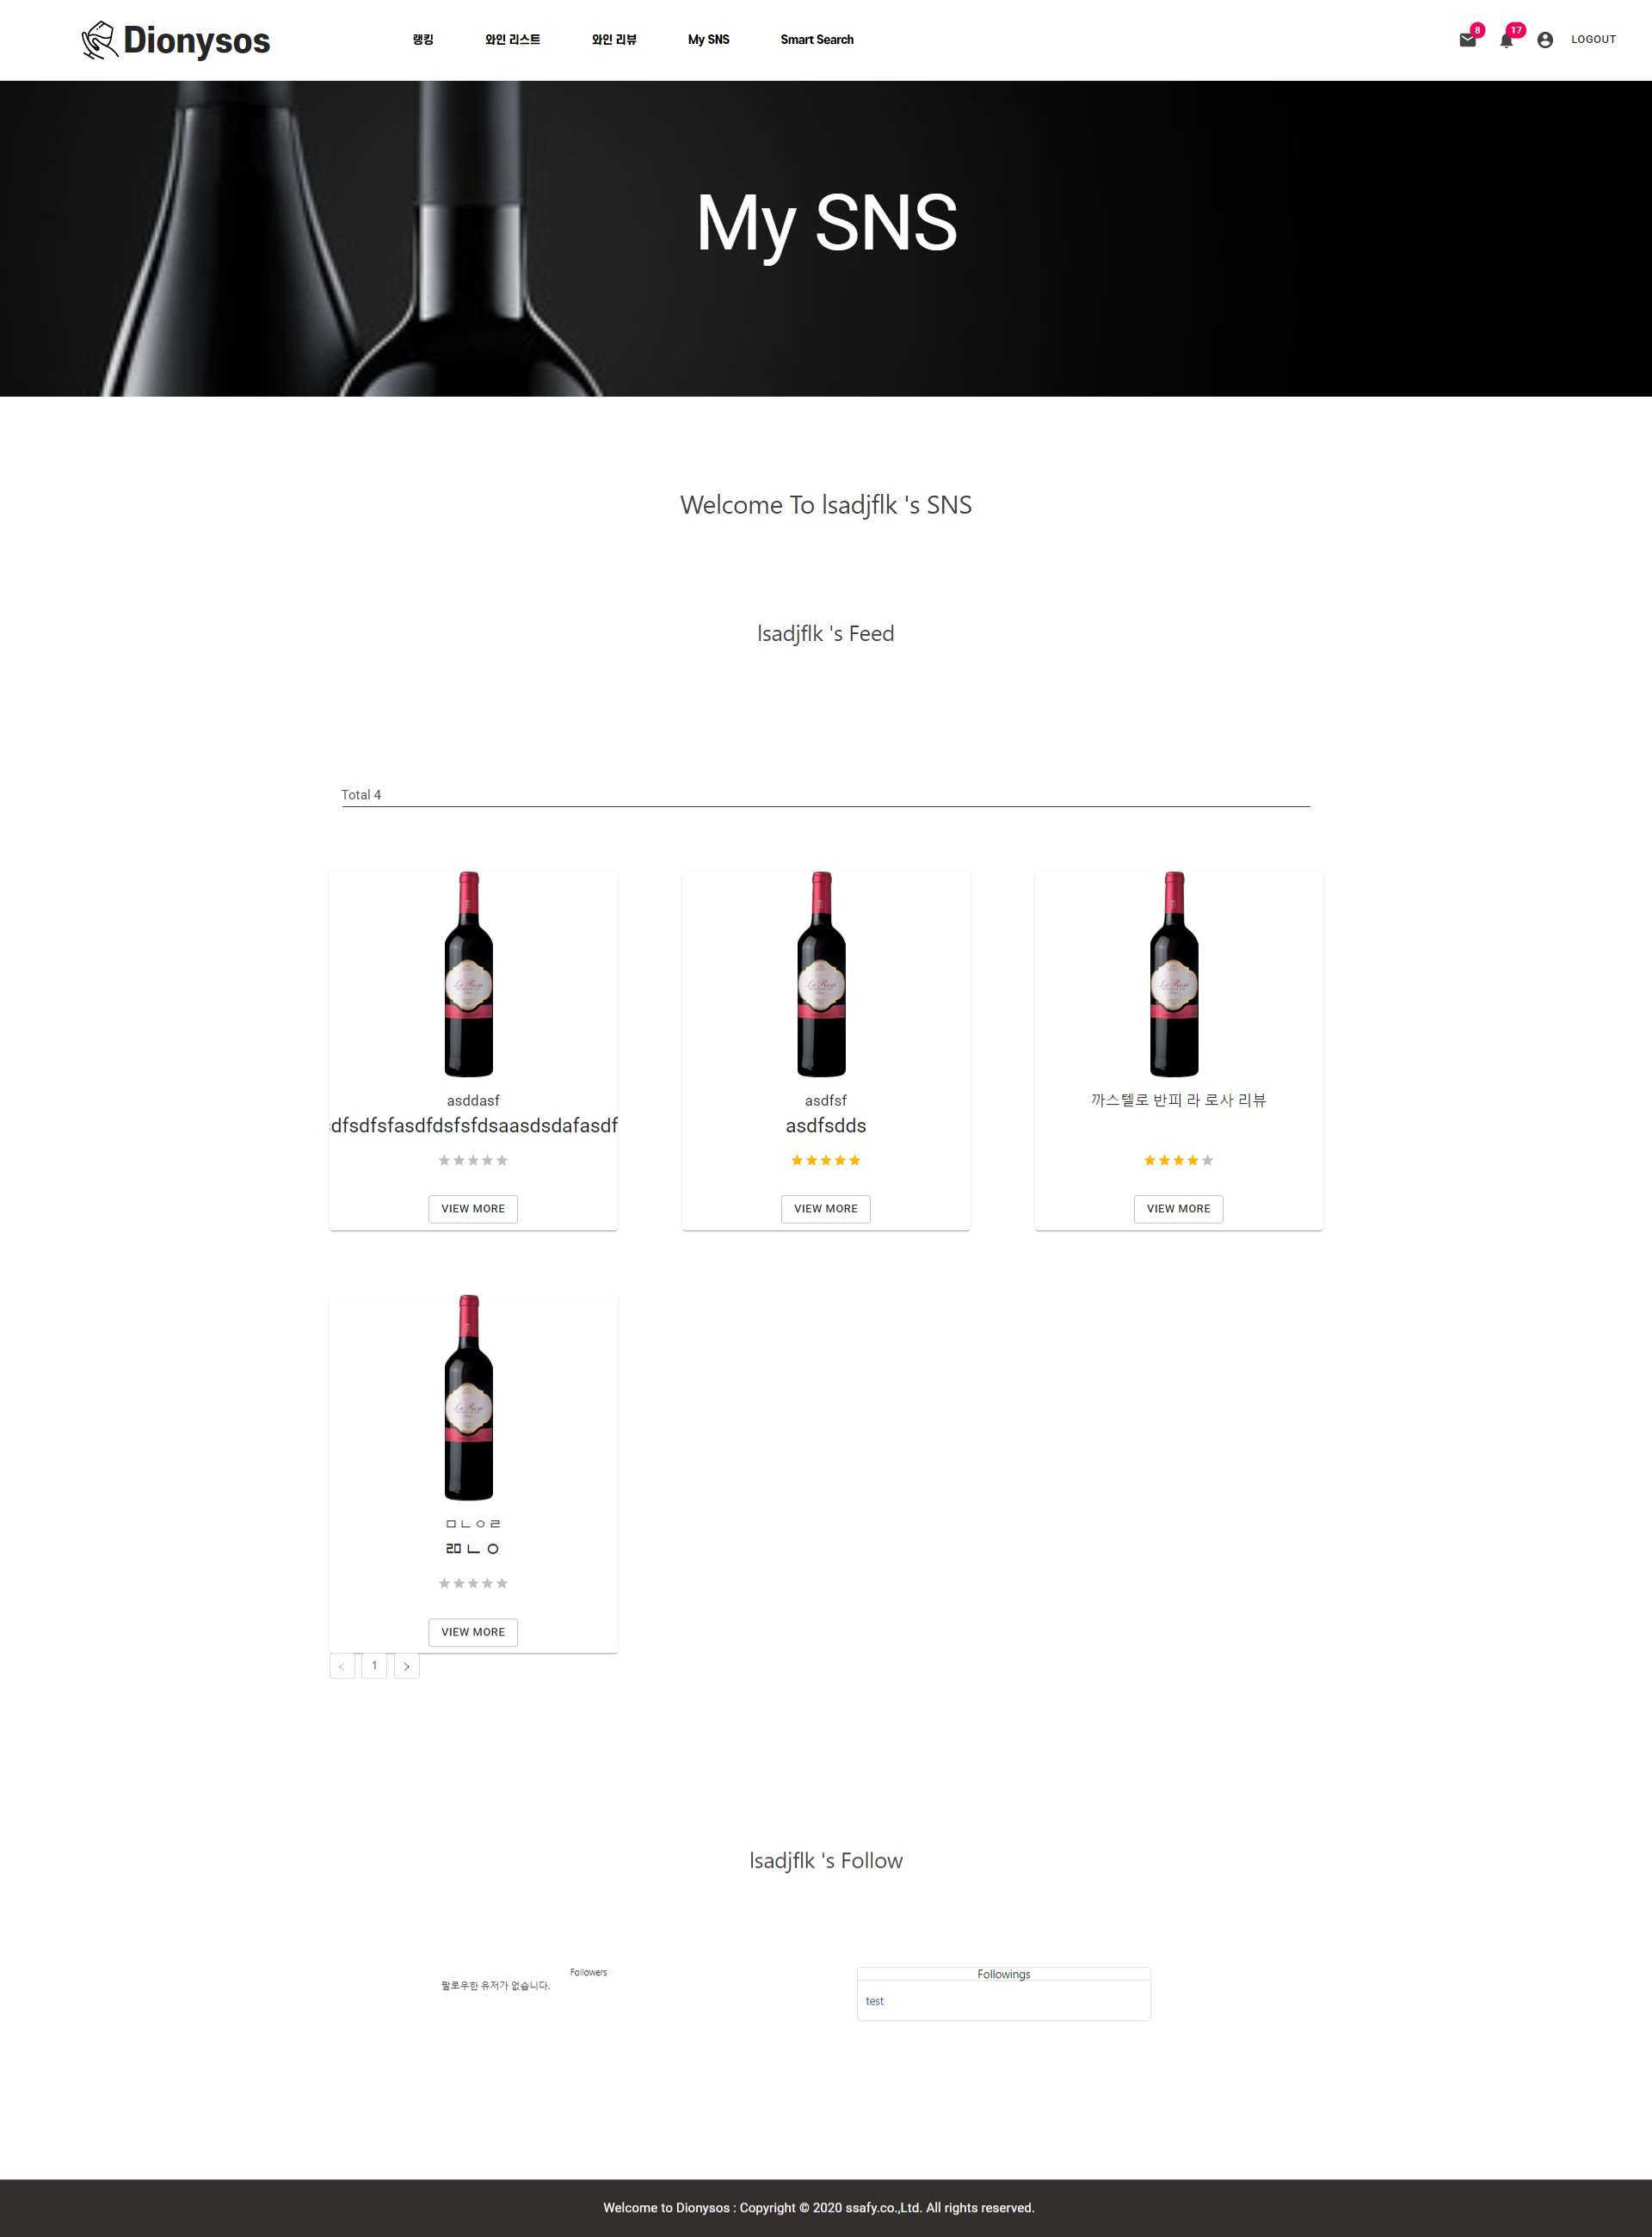 Dionysos
랭킹
와인 리스트
와인 리뷰
My SNS
Smart Search
8
17
LOGOUT
My SNS
Welcome To lsadjflk 's SNS
lsadjflk 's Feed
Total 4
asddasf
dfsdfsfasdfdsfsfdsaasdsdafasdf
VIEW MORE
asdfsf
asdfsdds
VIEW MORE
까스텔로 반피 라 로사 리뷰
VIEW MORE
ㅁㄴㅇㄹ
ㄻㄴㅇ
VIEW MORE
< 1 >
lsadjflk 's Follow
Followers
팔로우한 유저가 없습니다.
Followings
test
Welcome to Dionysos : Copyright © 2020 ssafy.co.,Ltd. All rights reserved.